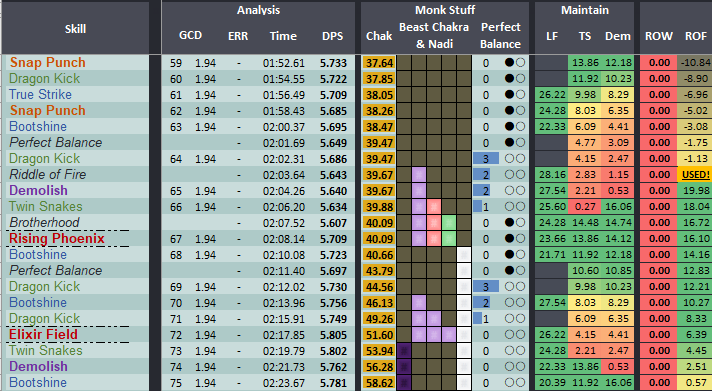 Skill Analysis Monk Stuff Maintain
GCD ERR Time DPS Chak Beast Chakra & Nadi Perfect Balance LF TS Dem ROW ROF
Snap Punch 59 1.94 - 01:52.61 5.733 37.64 0 ●○ 13.86 12.18 0.00 -10.84
Dragon Kick 60 1.94 - 01:54.55 5.722 37.85 0 ●○ 11.92 10.23 0.00 -8.90
True Strike 61 1.94 - 01:56.49 5.709 38.05 0 ●○ 26.22 9.98 8.29 0.00 -6.96
Snap Punch 62 1.94 - 01:58.43 5.685 38.26 0 ●○ 24.28 8.03 6.35 0.00 -5.02
Bootshine 63 1.94 - 02:00.37 5.695 38.47 0 ●○ 22.33 6.09 4.41 0.00 -3.08
Perfect Balance - 02:01.69 5.649 39.47 0 ●○ 4.77 3.09 0.00 -1.75
Dragon Kick 64 1.94 - 02:02.31 5.686 39.47 3 ○○ 4.15 2.47 0.00 -1.13
Riddle of Fire - 02:03.64 5.643 39.67 2 ○○ 28.16 2.83 1.15 0.00 USED!
Demolish 65 1.94 - 02:04.26 5.640 39.67 2 ○○ 27.54 2.21 0.53 0.00 19.98
Twin Snakes 66 1.94 - 02:06.20 5.634 39.88 1 ○○ 25.60 0.27 16.06 0.00 18.04
Brotherhood - 02:07.52 5.607 40.09 0 ●○ 24.28 14.48 14.74 0.00 16.72
Rising Phoenix 67 1.94 - 02:08.14 5.709 40.09 0 ●○ 23.66 13.86 14.12 0.00 16.10
Bootshine 68 1.94 - 02:10.08 5.723 40.66 0 ●○ 21.71 11.92 12.18 0.00 14.16
Perfect Balance - 02:11.40 5.697 43.79 0 ●○ 10.60 10.85 0.00 12.83
Dragon Kick 69 1.94 - 02:12.02 5.730 44.56 3 ○○ 9.98 10.23 0.00 12.21
Bootshine 70 1.94 - 02:13.96 5.756 46.13 2 ○○ 27.54 8.03 8.29 0.00 10.27
Dragon Kick 71 1.94 - 02:15.91 5.749 49.26 1 ○○ 6.09 6.35 0.00 8.33
Elixir Field 72 1.94 - 02:17.85 5.805 51.60 0 ○○ 26.22 4.15 4.41 0.00 6.39
Twin Snakes 73 1.94 - 02:19.79 5.802 53.94 0 ○○ 24.28 2.21 2.47 0.00 4.45
Demolish 74 1.94 - 02:21.73 5.762 56.28 0 ○○ 22.33 13.86 0.53 0.00 2.51
Bootshine 75 1.94 - 02:23.67 5.781 58.62 0 ○○ 20.39 11.92 16.06 0.00 0.57